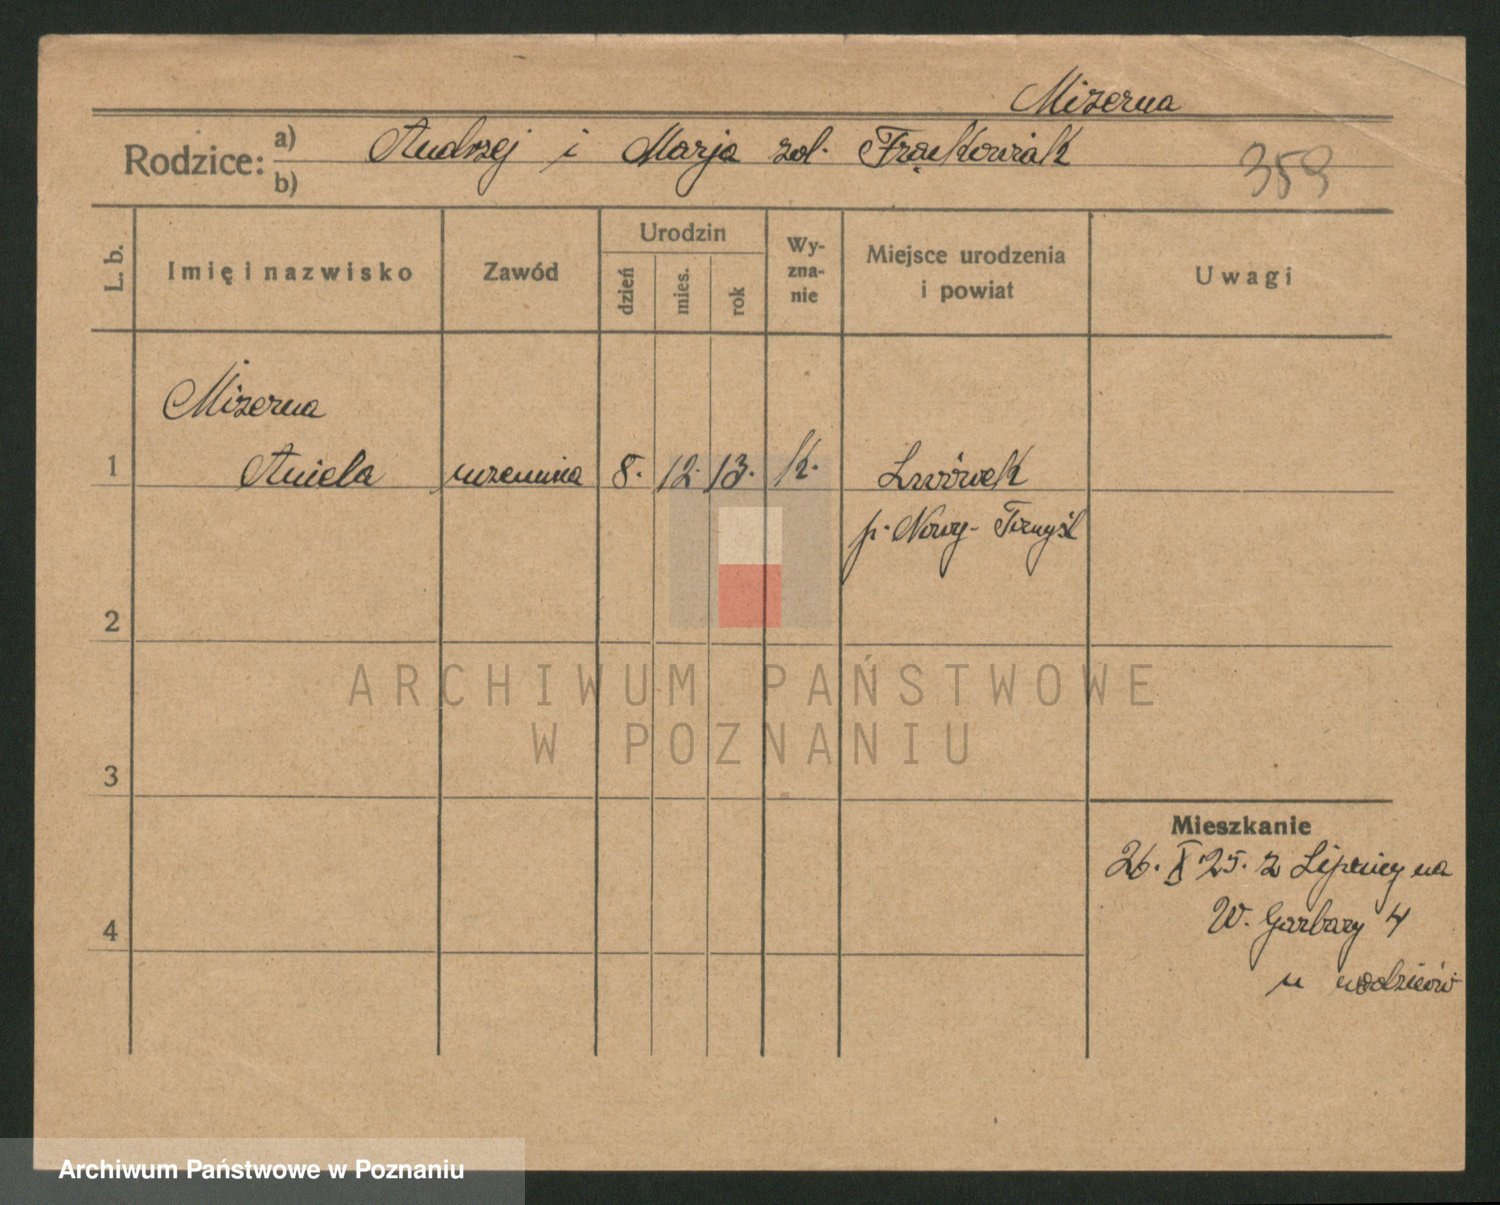 Mizerna
Rodzice: a) b) Andrzej i Marja zd. Frąckowiak
359
L. b. Imię i nazwisko Zawód Urodzin dzień mies. rok Wy-zna-nie Miejsce urodzenia i powiat Uwagi
Mizerna
1 Aniela uczennica 8. 12. 13. k. Lwówek
p. Nowy-Tomyśl
2
3
ARCHIWUM PAŃSTWOWE
W POZNANIU
Mieszkanie
26. X 25. z Lipnicy na
W. Garbary 4
4
u rodziców
Archiwum Państwowe w Poznaniu